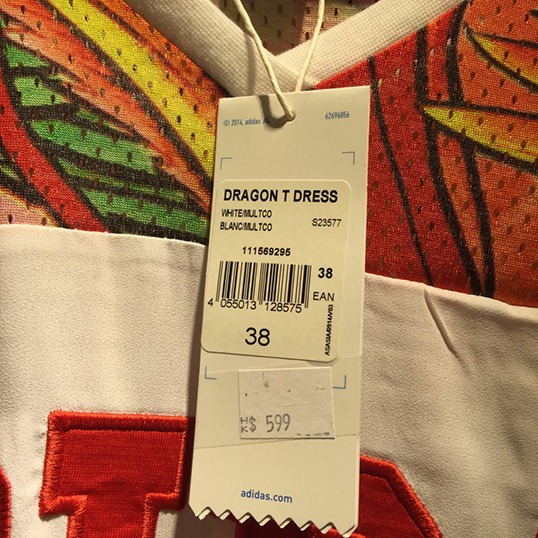 © 2014, adidas
62696856
DRAGON T DRESS
WHITE/MULTCO
BLANC/MULTCO
S23577
111569295
38
EAN
4 055013 128575
38
HK$ 599
adidas.com